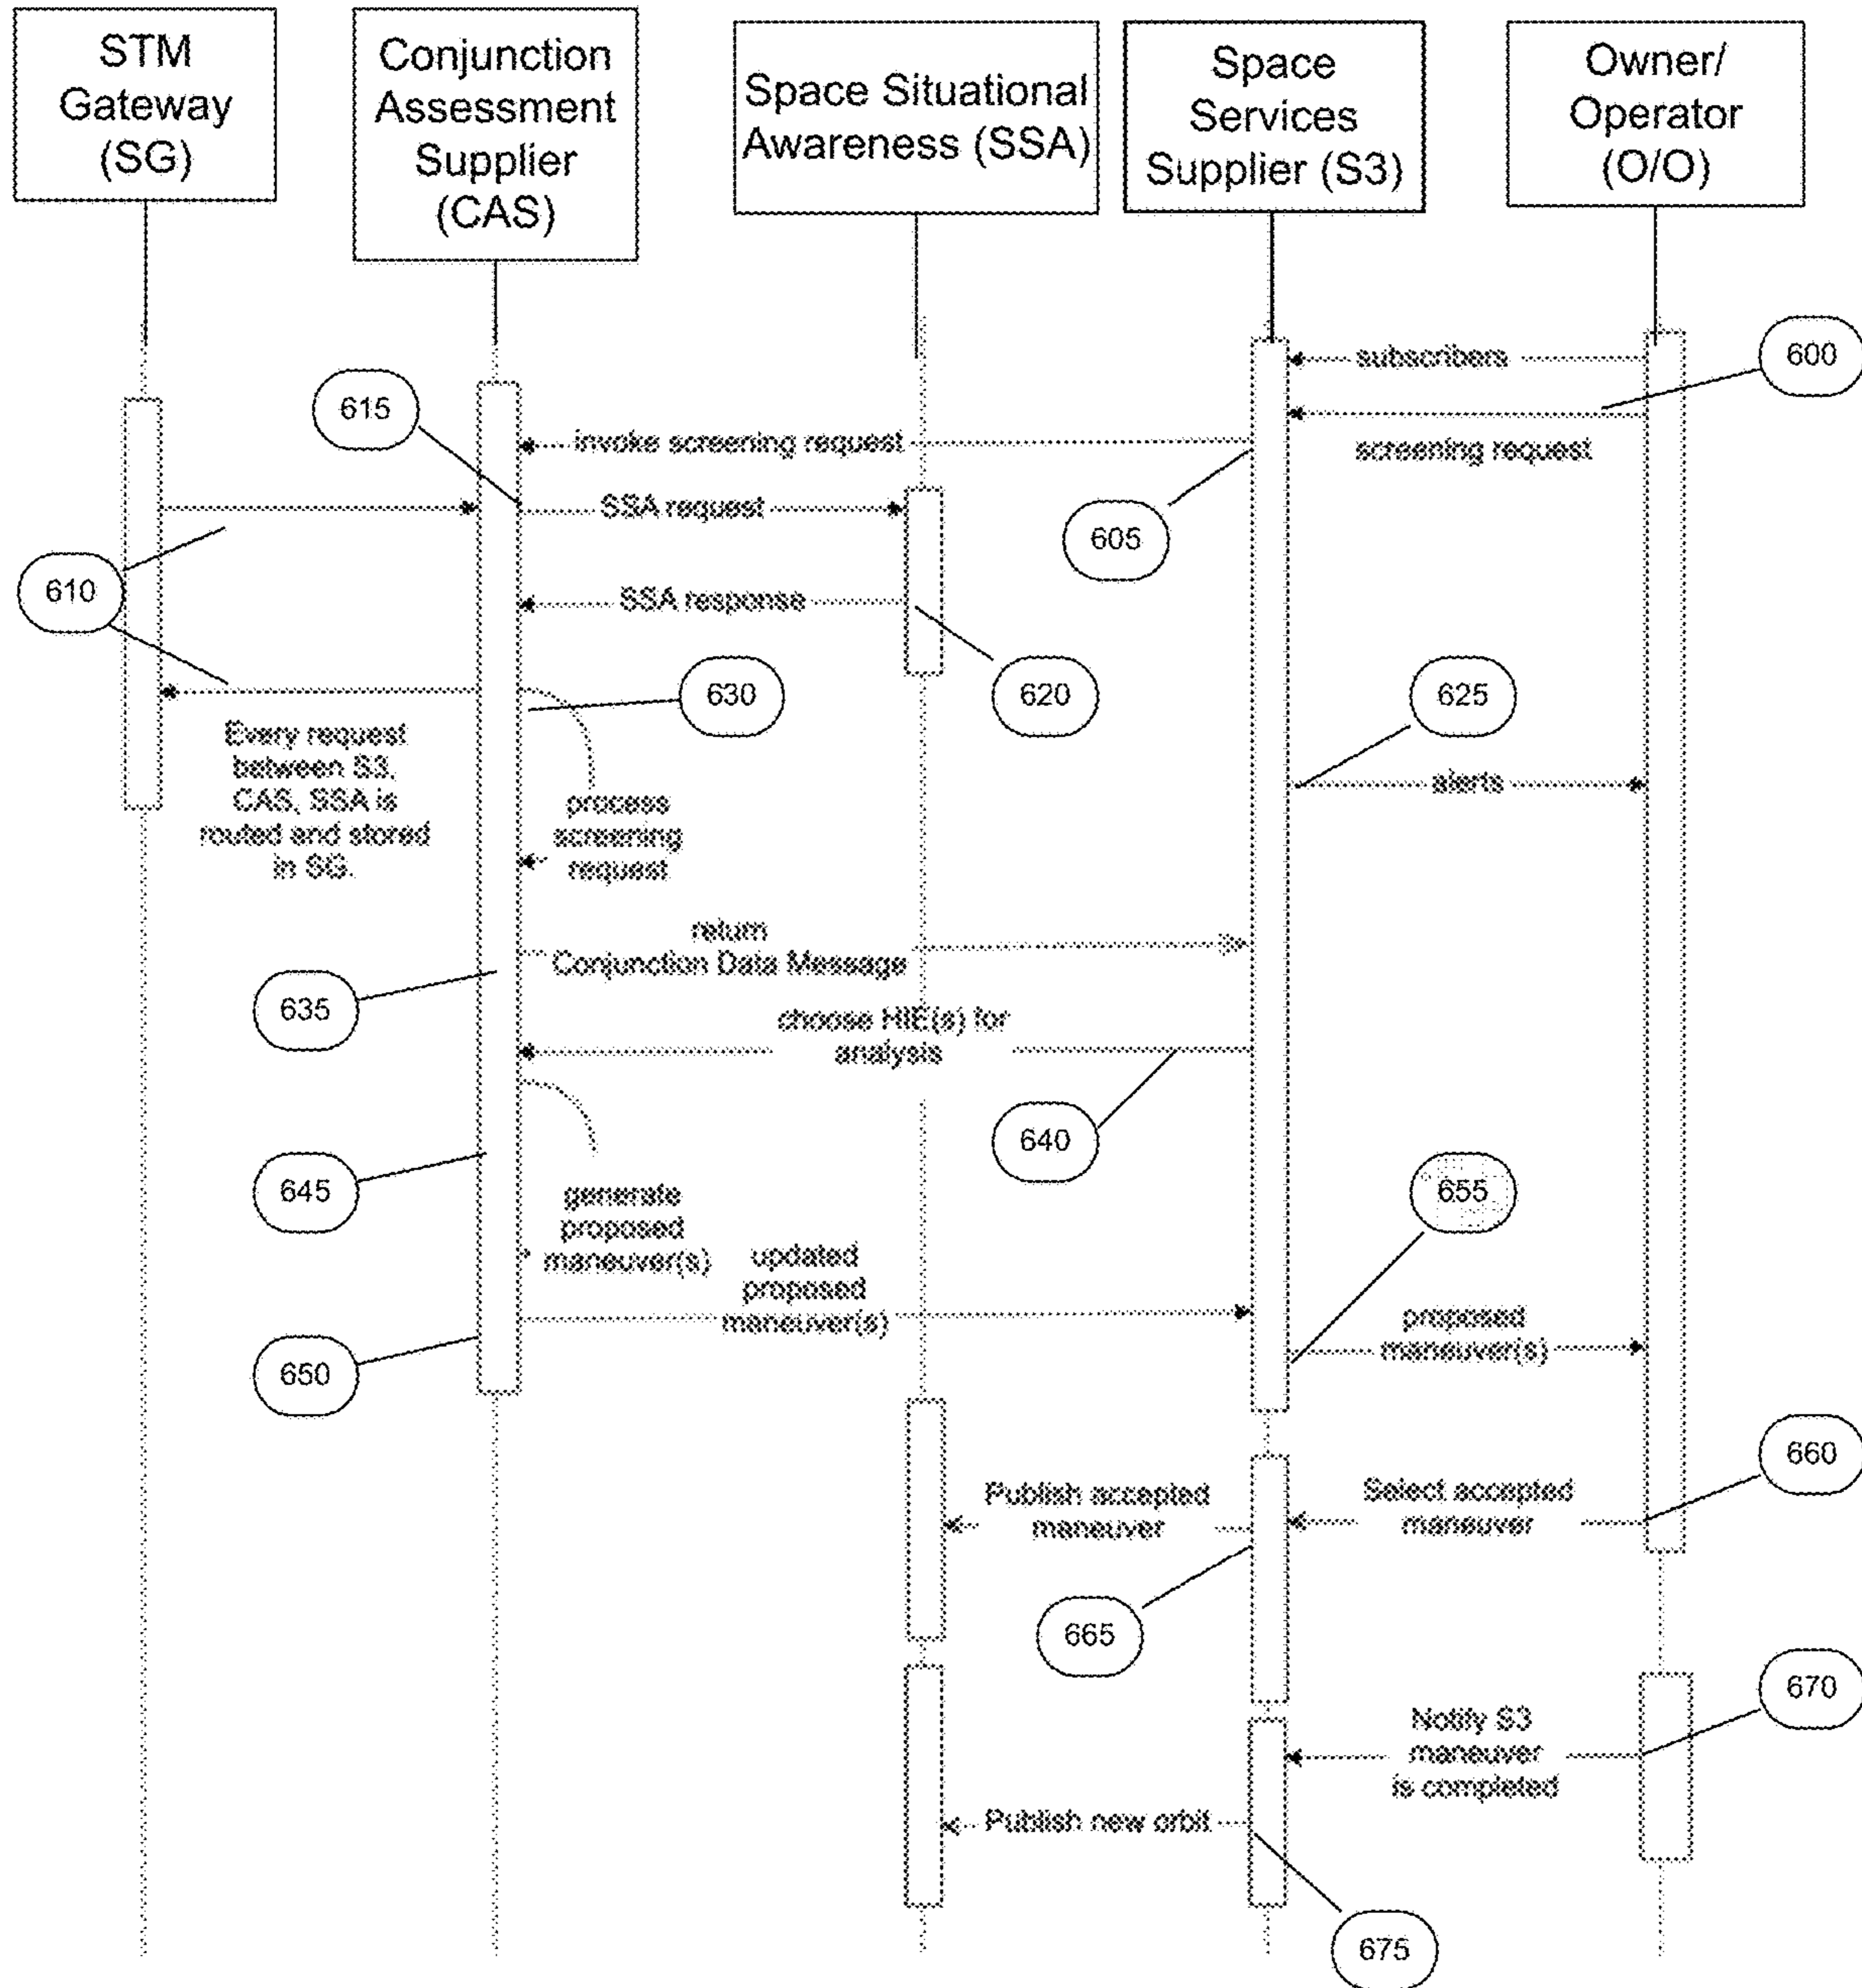 STM
Gateway
(SG)
Conjunction
Assessment
Supplier
(CAS)
Space Situational
Awareness (SSA)
Space
Services
Supplier (S3)
Owner/
Operator
(O/O)
subscribers
600
screening request
615
invoke screening request
SSA request
605
610
SSA response
630
620
625
Every request
between S3,
CAS, SSA is
routed and stored
in SG.
alerts
process
screening
request
return
Conjunction Data Message
635
choose HIE(s) for
analysis
640
645
655
generate
proposed
maneuver(s)
updated
proposed
maneuver(s)
proposed
maneuver(s)
650
660
Publish accepted
maneuver
Select accepted
maneuver
665
670
Notify S3
maneuver
is completed
Publish new orbit
675